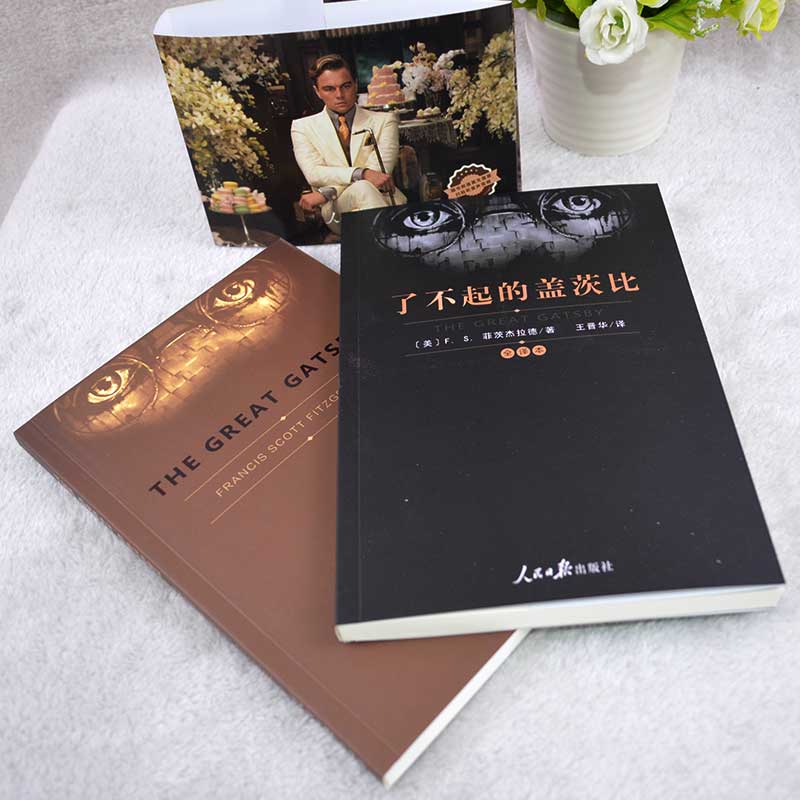 THE GREAT GATSBY
FRANCIS SCOTT FITZG
了不起的盖茨比
THE GREAT GATSBY
[美]F. S. 菲茨杰拉德/著 王晋华/译
全译本
人民日报出版社